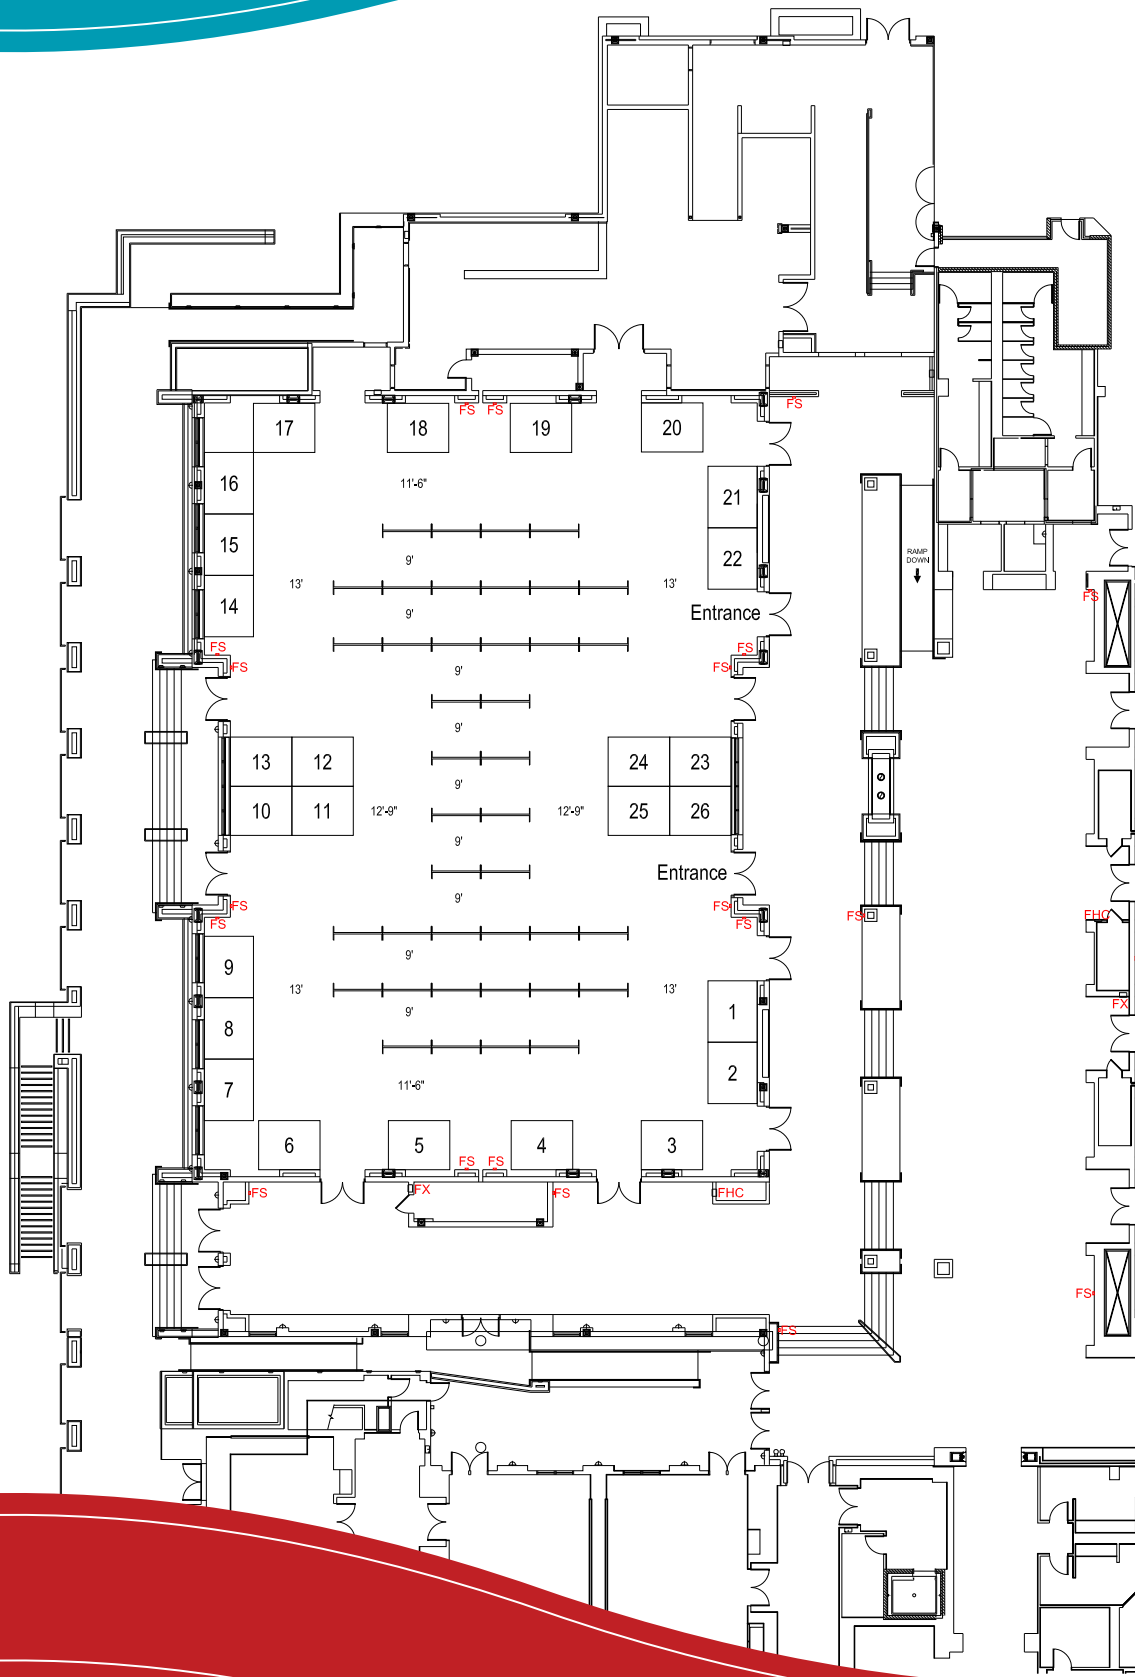 FS FS FS
17 18 19 20
16 11'-6" 21
15 9' 22
13' 13'
RAMP
DOWN
FS
14 9' Entrance
FS FS
FS 9' FS
9'
13 12 24 23
9'
10 11 12'-9" 12'-9" 25 26
9'
Entrance
9'
FS FS FS FHC
FS FS
9 9'
13' 13'
FX
8 9' 1
7 11'-6" 2
6 5 4 3
FS FS
FS FX FS FHC
FS
FS